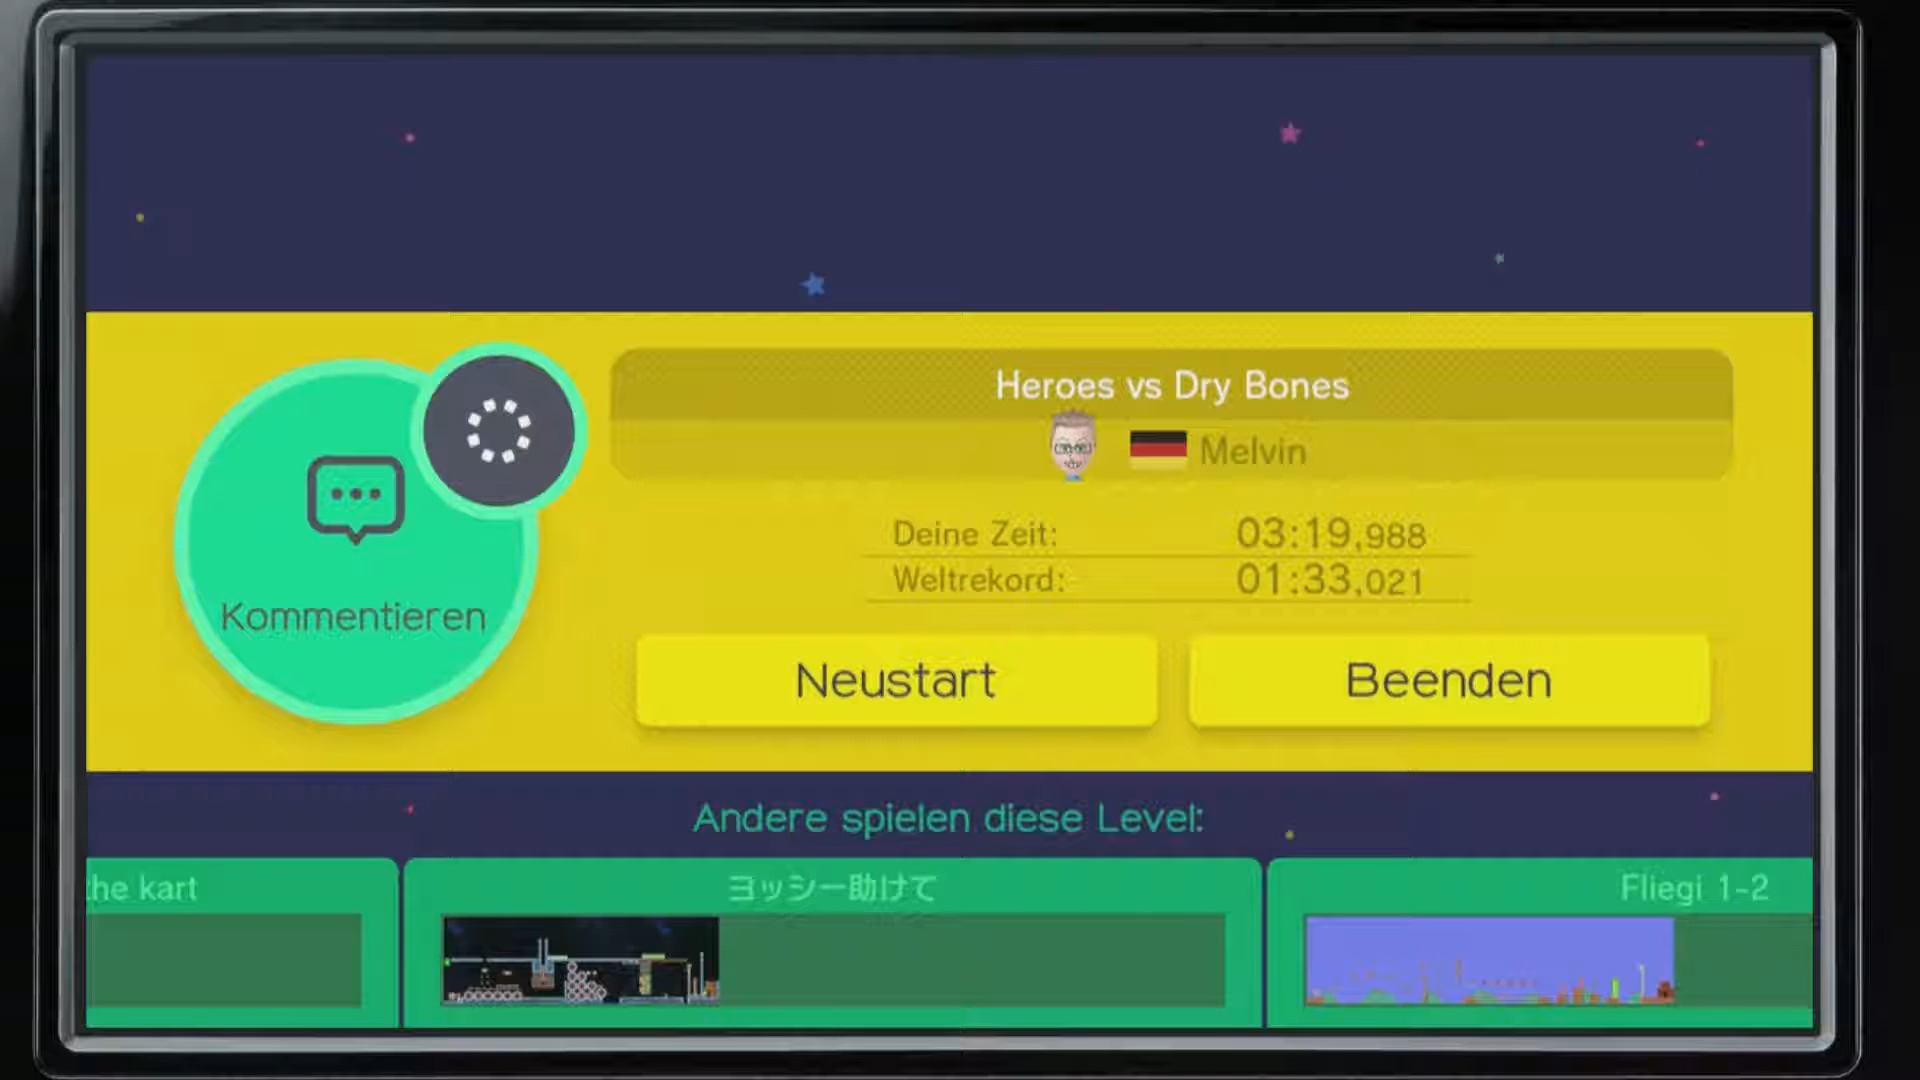 Heroes vs Dry Bones
Melvin
Deine Zeit: 03:19,988
Weltrekord: 01:33,021
Kommentieren
Neustart
Beenden
Andere spielen diese Level:
the kart
ヨッシー助けて
Fliegi 1-2